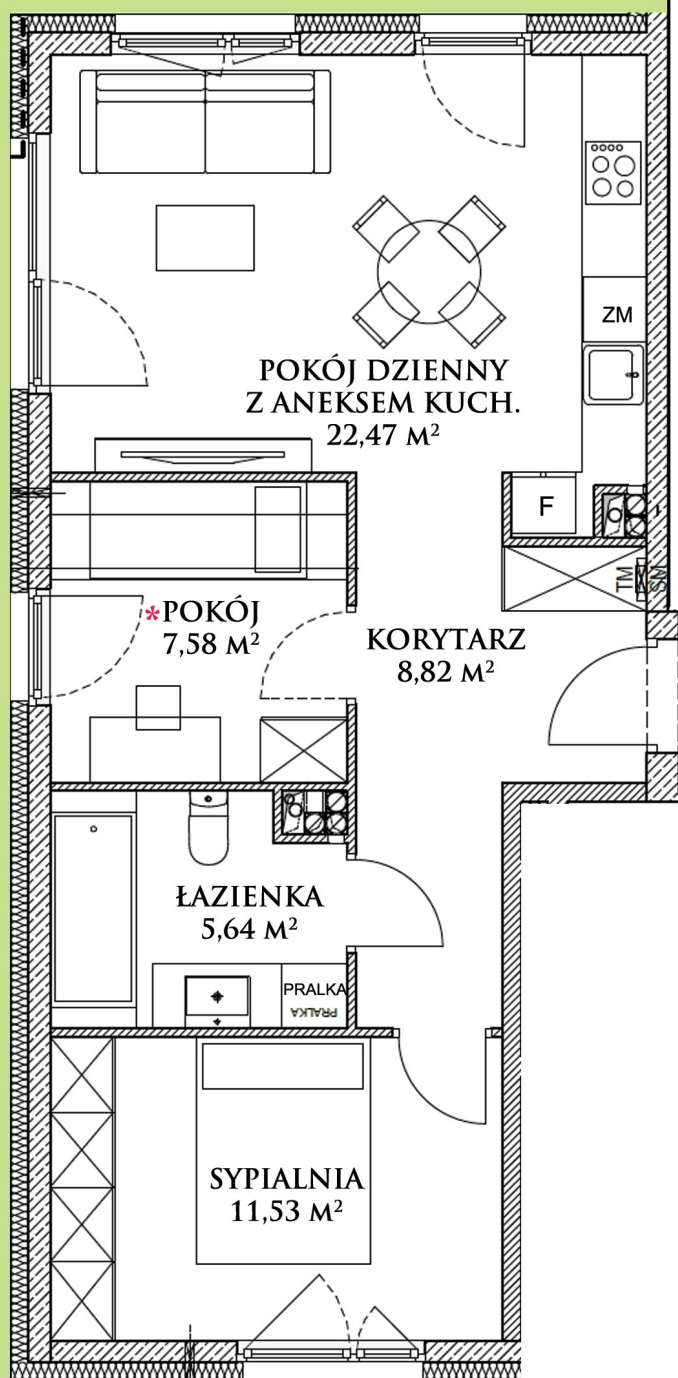 ZM
POKÓJ DZIENNY
Z ANEKSEM KUCH.
22,47 M²
F
TM
SM
*POKÓJ
7,58 M²
KORYTARZ
8,82 M²
ŁAZIENKA
5,64 M²
PRALKA
PRALKA
SYPIALNIA
11,53 M²